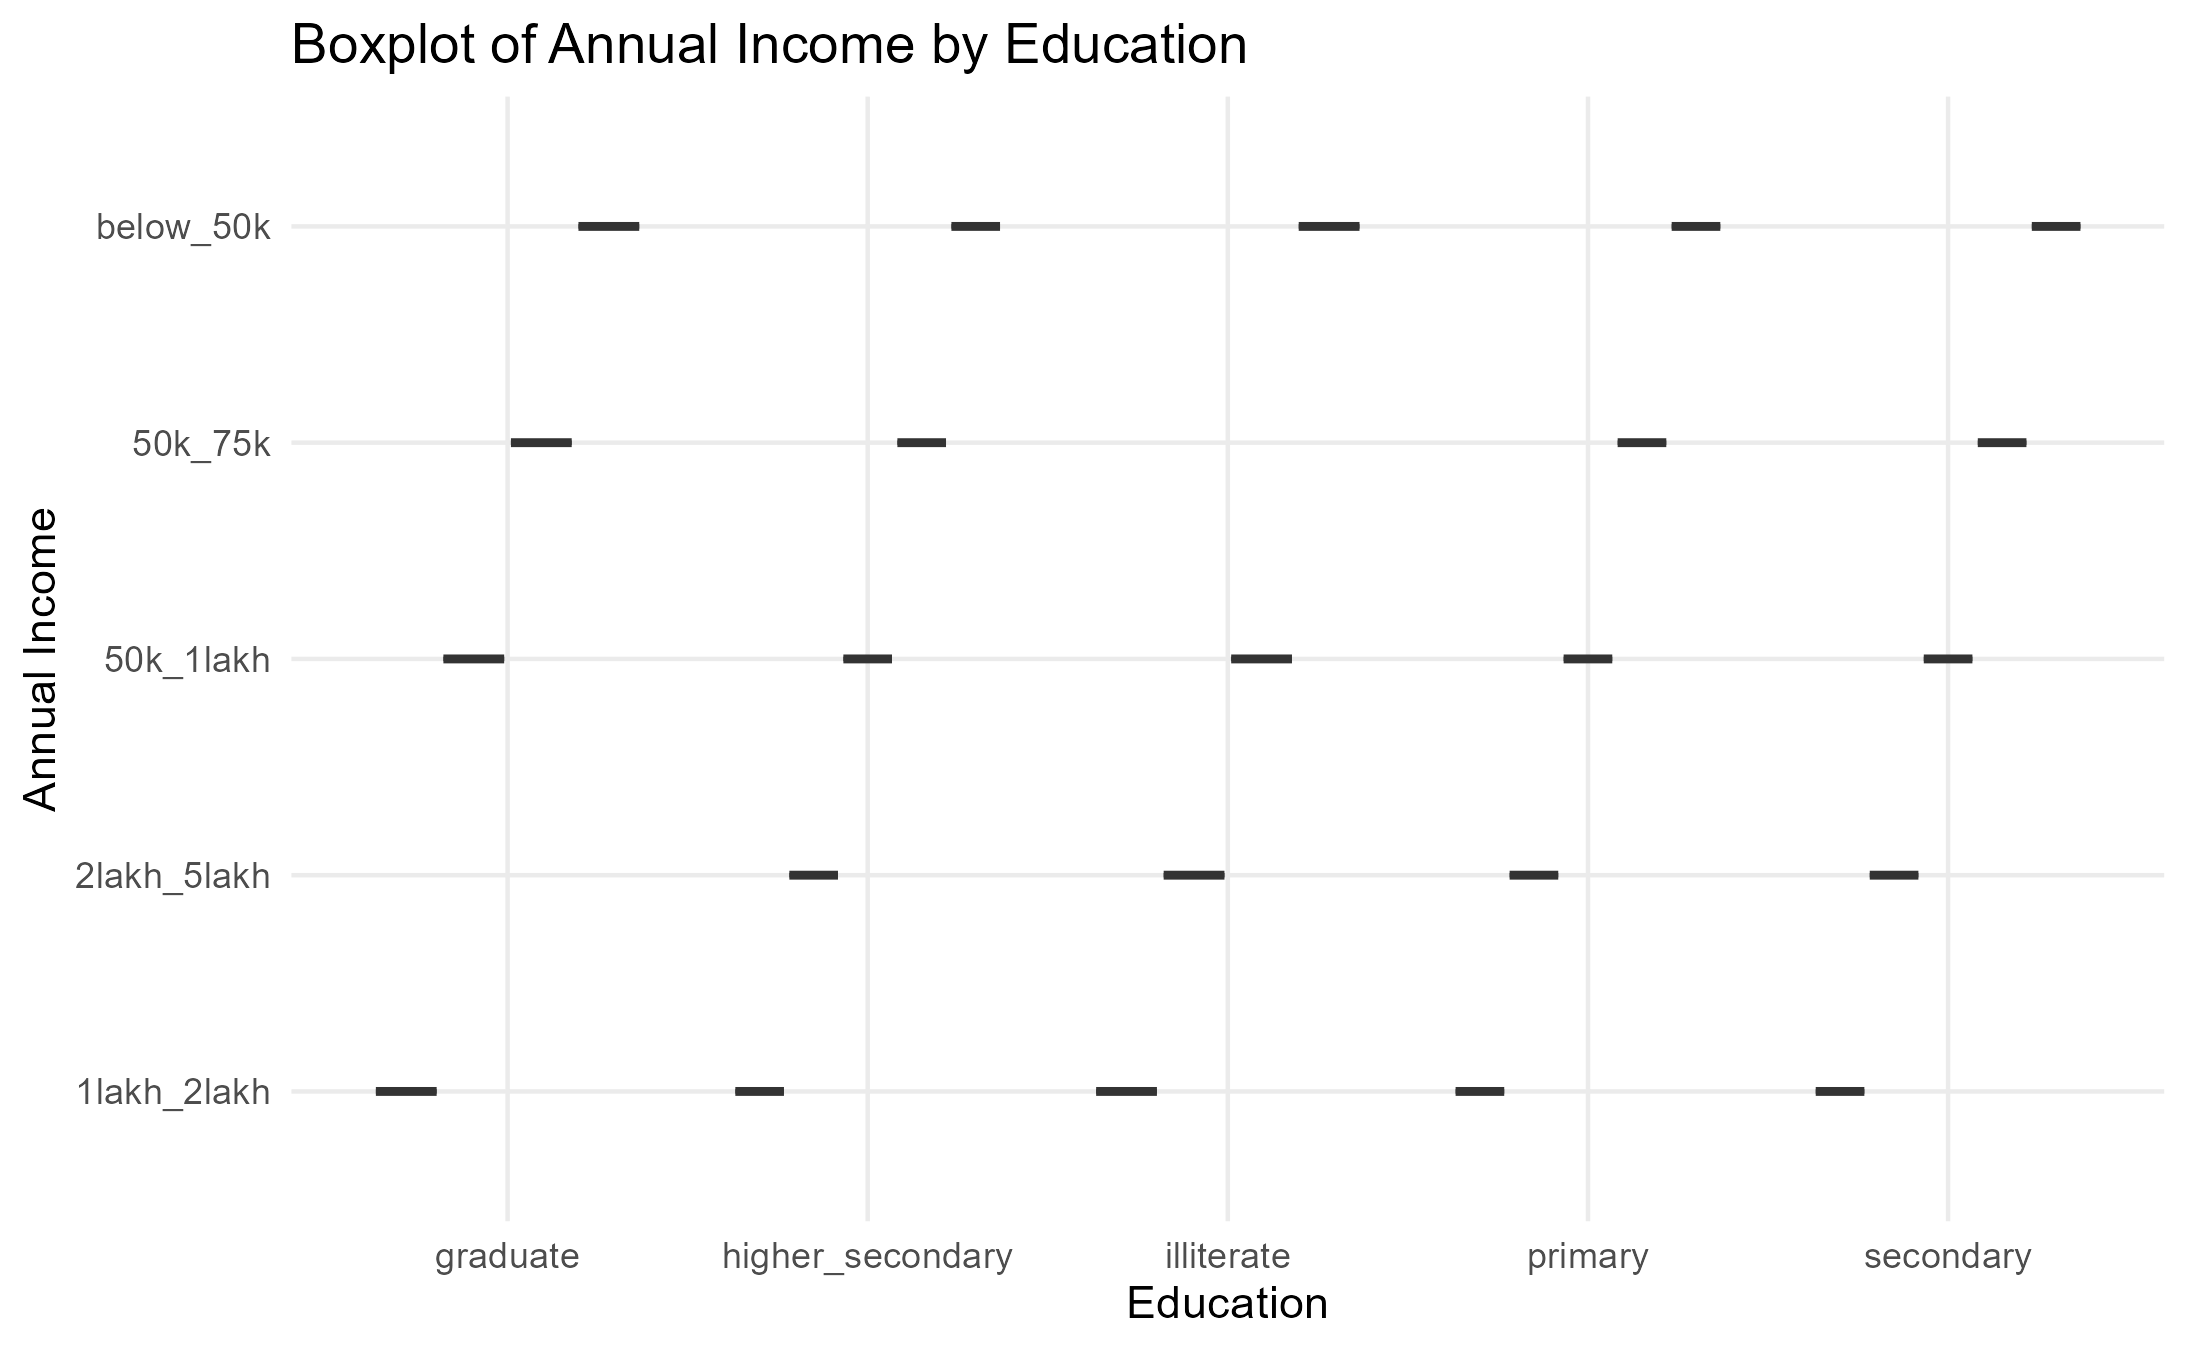 Boxplot of Annual Income by Education
Annual Income
below_50k
50k_75k
50k_1lakh
2lakh_5lakh
1lakh_2lakh
graduate higher_secondary illiterate primary secondary
Education